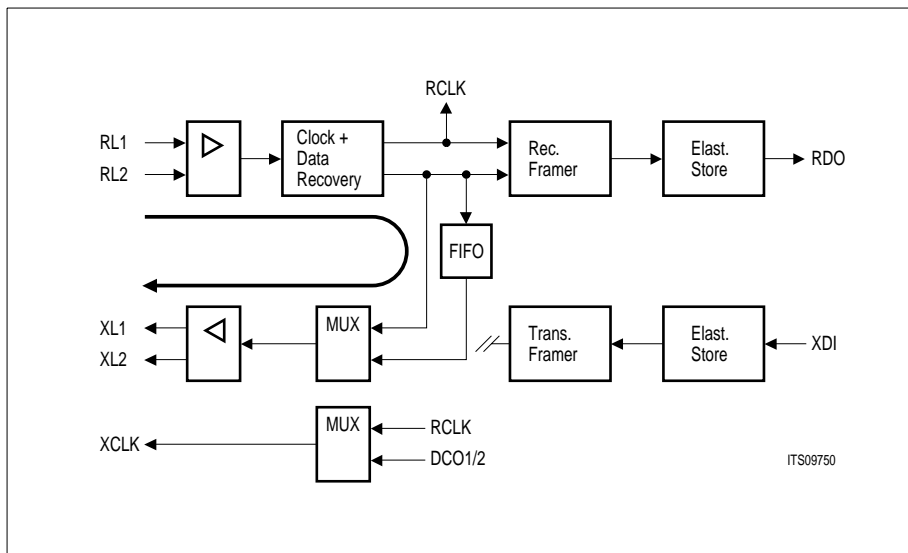 RCLK
RL1
RL2
Clock +
Data
Recovery
Rec.
Framer
Elast.
Store
RDO
FIFO
XL1
XL2
MUX
Trans.
Framer
Elast.
Store
XDI
XCLK
MUX
RCLK
DCO1/2
ITS09750